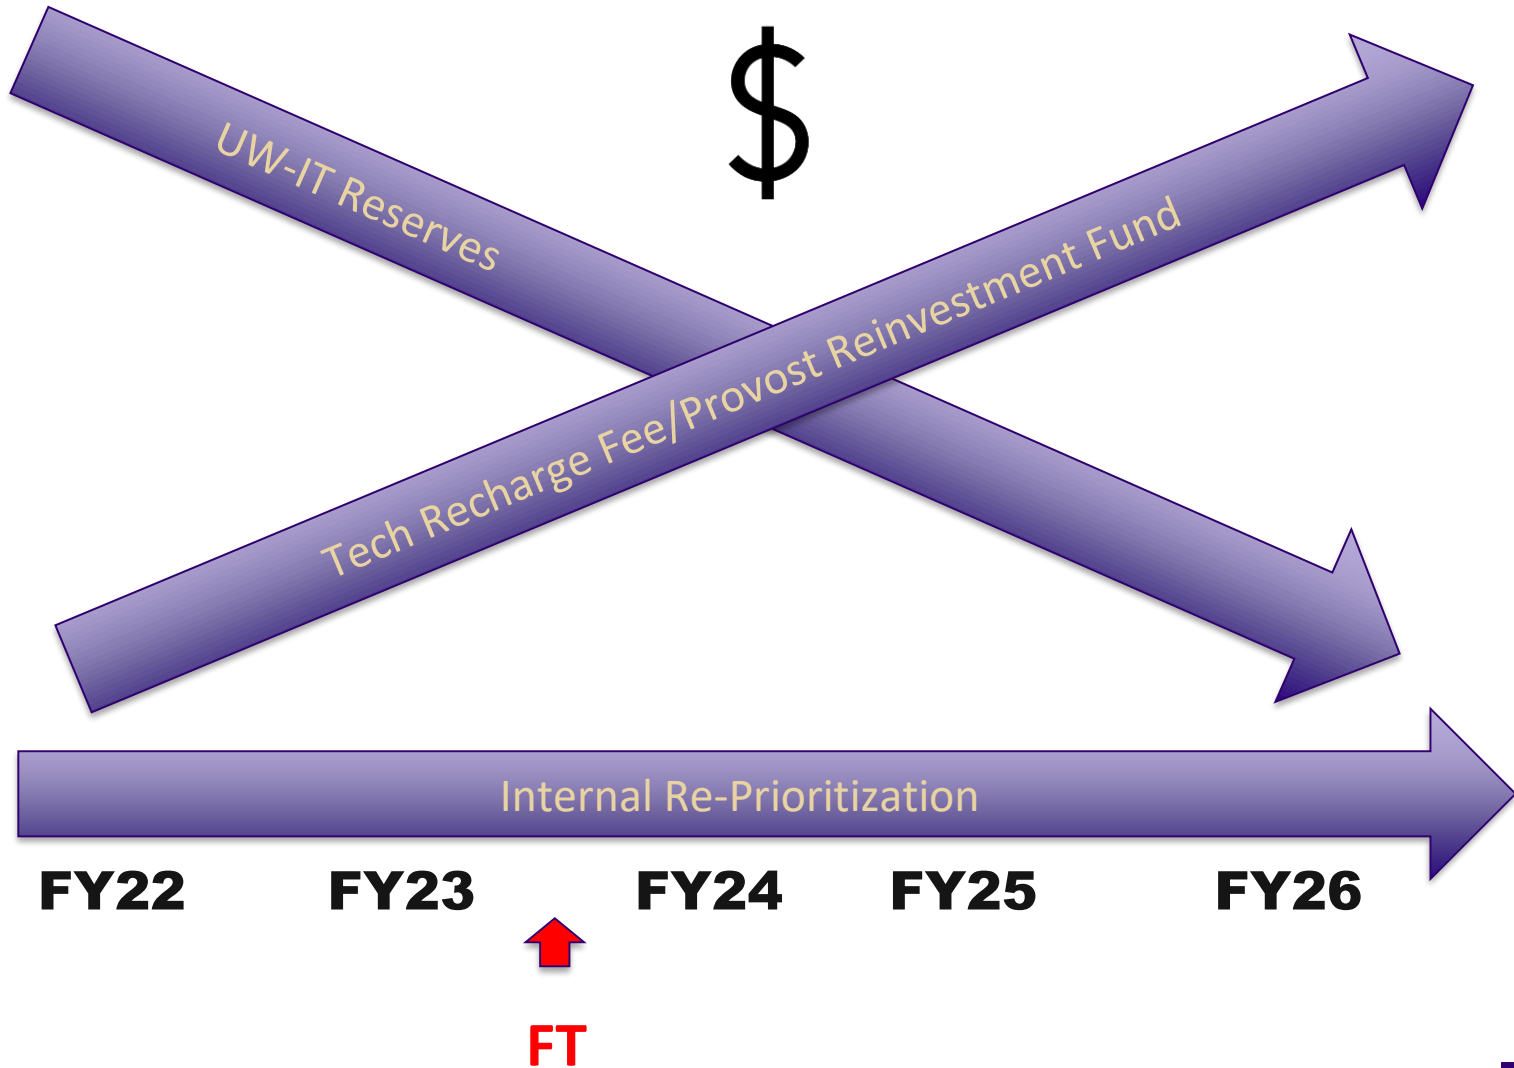 $
UW-IT Reserves
Tech Recharge Fee/Provost Reinvestment Fund
Internal Re-Prioritization
FY22 FY23 FY24 FY25 FY26
FT